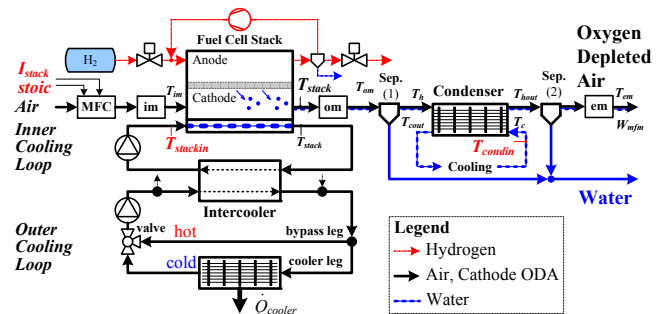 Fuel Cell Stack
H₂
Anode
Oxygen
Depleted
Air
I_stack
stoic
Air
MFC
im
T_im
Cathode
T_stack
om
T_om
Sep.
(1)
T_h
Condenser
T_hout
Sep.
(2)
em
T_em
W_mfm
T_cout
T_c
T_condin
Cooling
Inner
Cooling
Loop
T_stackin
T_stack
Intercooler
Water
Outer
Cooling
Loop
valve
hot
bypass leg
cold
cooler leg
Q̇_cooler
Legend
Hydrogen
Air, Cathode ODA
Water